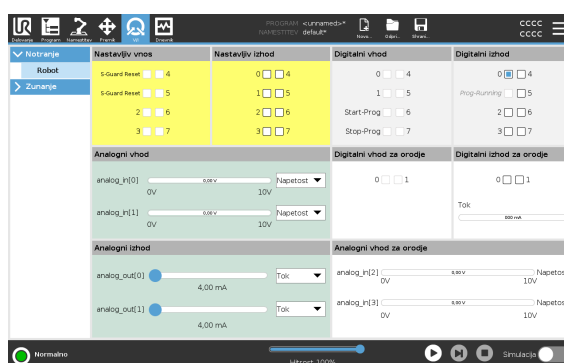 PROGRAM <unnamed>*
NAMESTITEV default*
CCCC
CCCC
Delovanje Program Namestitev Premik V/I Dnevnik Nova... Odpri... Shrani...
Notranje
Robot
Zunanje
Nastavljiv vnos
S-Guard Reset 4
S-Guard Reset 5
2 6
3 7
Nastavljiv izhod
0 4
1 5
2 6
3 7
Digitalni vhod
0 4
1 5
Start-Prog 6
Stop-Prog 7
Digitalni izhod
0 4
Prog-Running 5
2 6
3 7
Analogni vhod
analog_in[0] 0,00 V Napetost
0V 10V
analog_in[1] 0,00 V Napetost
0V 10V
Digitalni vhod za orodje
0 1
Digitalni izhod za orodje
0 1
Tok
000 mA
Analogni izhod
analog_out[0] Tok
4,00 mA
analog_out[1] Tok
4,00 mA
Analogni vhod za orodje
analog_in[2] 0,00 V Napetos
0V 10V
analog_in[3] 0,00 V Napetos
0V 10V
Normalno
Hitrost 100%
Simulacija